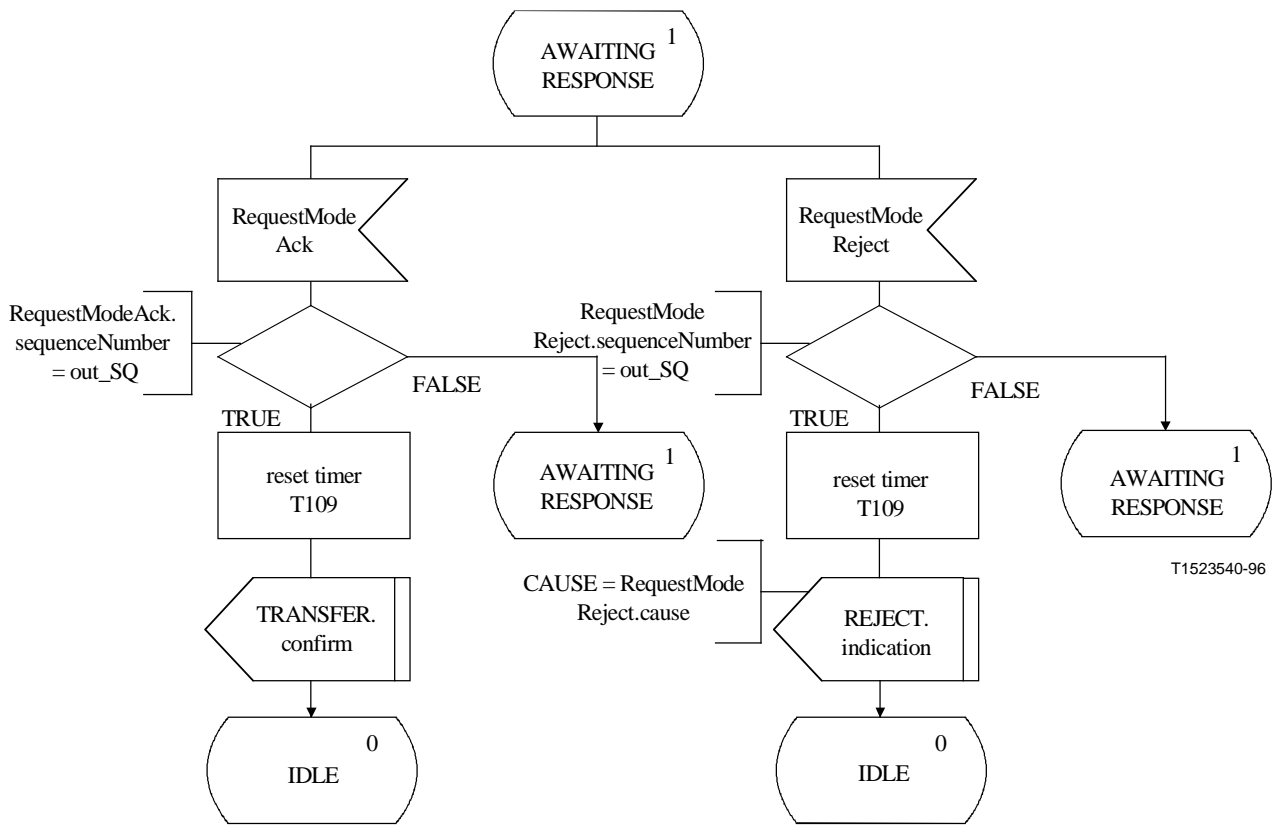 1
AWAITING
RESPONSE
RequestMode
Ack
RequestMode
Reject
RequestModeAck.
sequenceNumber
= out_SQ
RequestMode
Reject.sequenceNumber
= out_SQ
FALSE
FALSE
TRUE
TRUE
reset timer
T109
1
AWAITING
RESPONSE
reset timer
T109
1
AWAITING
RESPONSE
T1523540-96
CAUSE = RequestMode
Reject.cause
TRANSFER.
confirm
REJECT.
indication
0
IDLE
0
IDLE